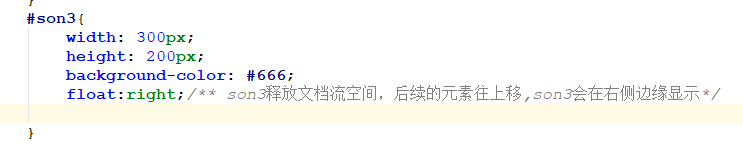 }
#son3{
width: 300px;
height: 200px;
background-color: #666;
float:right;/** son3释放文档流空间，后续的元素往上移,son3会在右侧边缘显示*/
}